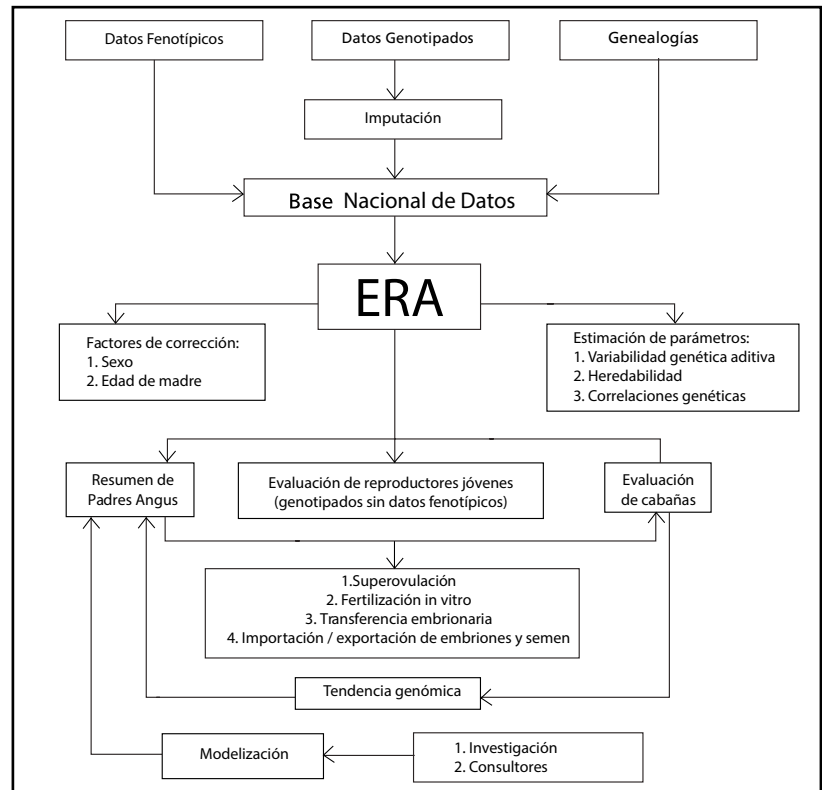 Datos Fenotípicos
Datos Genotipados
Genealogías
Imputación
Base Nacional de Datos
ERA
Factores de corrección:
1. Sexo
2. Edad de madre
Estimación de parámetros:
1. Variabilidad genética aditiva
2. Heredabilidad
3. Correlaciones genéticas
Resumen de
Padres Angus
Evaluación de reproductores jóvenes
(genotipados sin datos fenotípicos)
Evaluación
de cabañas
1.Superovulación
2. Fertilización in vitro
3. Transferencia embrionaria
4. Importación / exportación de embriones y semen
Tendencia genómica
Modelización
1. Investigación
2. Consultores